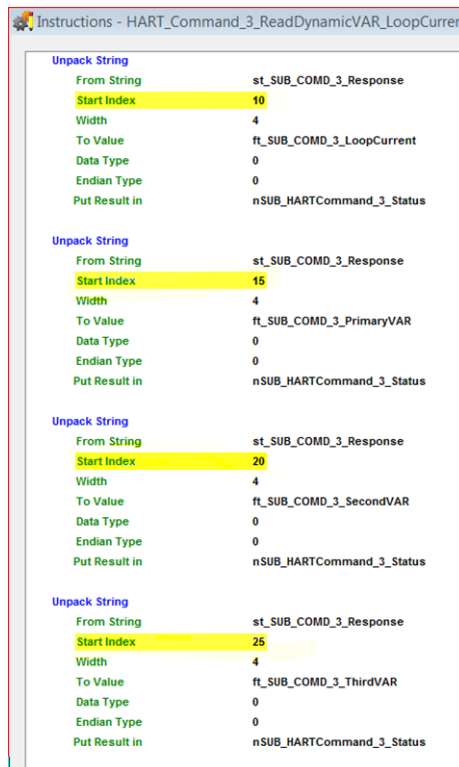 Instructions - HART_Command_3_ReadDynamicVAR_LoopCurrer
Unpack String
From String st_SUB_COMD_3_Response
Start Index 10
Width 4
To Value ft_SUB_COMD_3_LoopCurrent
Data Type 0
Endian Type 0
Put Result in nSUB_HARTCommand_3_Status
Unpack String
From String st_SUB_COMD_3_Response
Start Index 15
Width 4
To Value ft_SUB_COMD_3_PrimaryVAR
Data Type 0
Endian Type 0
Put Result in nSUB_HARTCommand_3_Status
Unpack String
From String st_SUB_COMD_3_Response
Start Index 20
Width 4
To Value ft_SUB_COMD_3_SecondVAR
Data Type 0
Endian Type 0
Put Result in nSUB_HARTCommand_3_Status
Unpack String
From String st_SUB_COMD_3_Response
Start Index 25
Width 4
To Value ft_SUB_COMD_3_ThirdVAR
Data Type 0
Endian Type 0
Put Result in nSUB_HARTCommand_3_Status